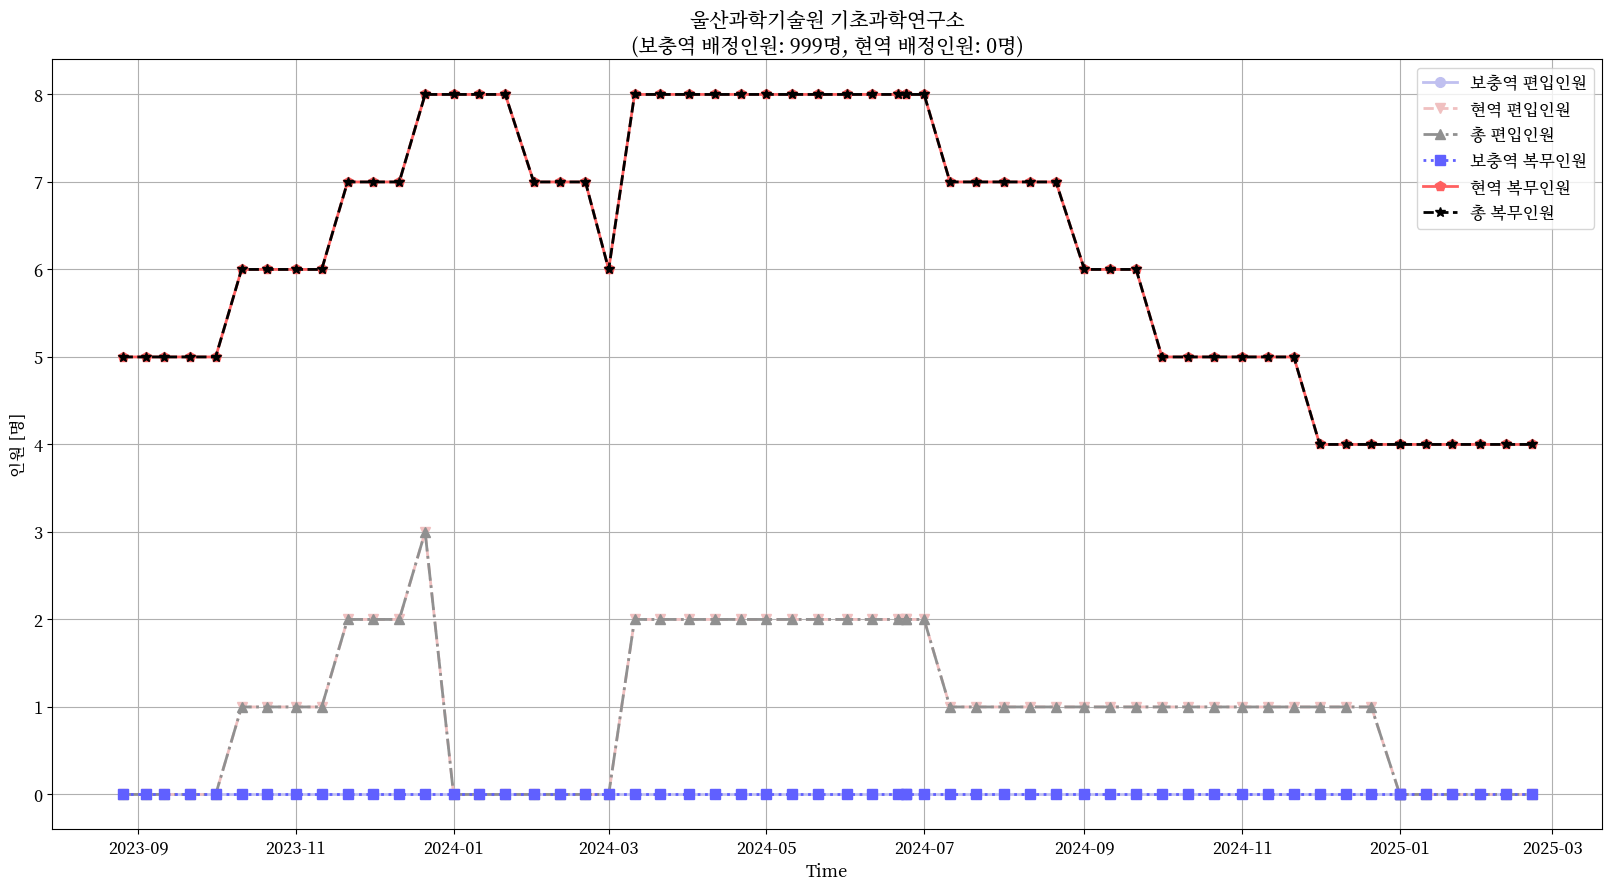 울산과학기술원 기초과학연구소
(보충역 배정인원: 999명, 현역 배정인원: 0명)
보충역 편입인원
현역 편입인원
총 편입인원
보충역 복무인원
현역 복무인원
총 복무인원
인원 [명]
8
7
6
5
4
3
2
1
0
2023-09
2023-11
2024-01
2024-03
2024-05
2024-07
2024-09
2024-11
2025-01
2025-03
Time